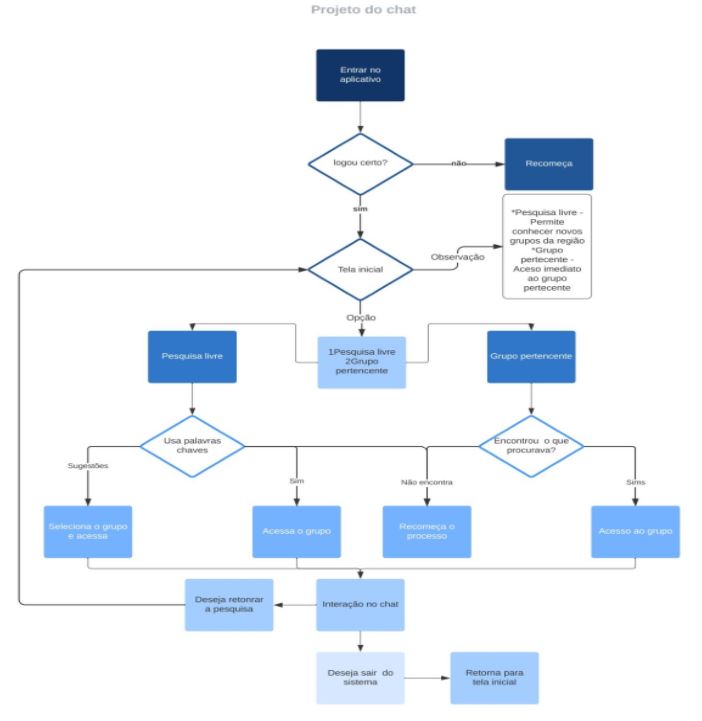 Projeto do chat
Entrar no
aplicativo
logou certo?
não
Recomeça
sim
*Pesquisa livre -
Permite
conhecer novos
grupos da região
*Grupo
pertecente -
Aceso imediato
ao grupo
pertecente
Tela inicial
Observação
Opção
Pesquisa livre
1Pesquisa livre
2Grupo
pertencente
Grupo pertencente
Usa palavras
chaves
Encontrou o que
procurava?
Sugestões
Sim
Não encontra
Sims
Seleciona o grupo
e acessa
Acessa o grupo
Recomeça o
processo
Acesso ao grupo
Deseja retonrar
a pesquisa
Interação no chat
Deseja sair do
sistema
Retorna para
tela inicial